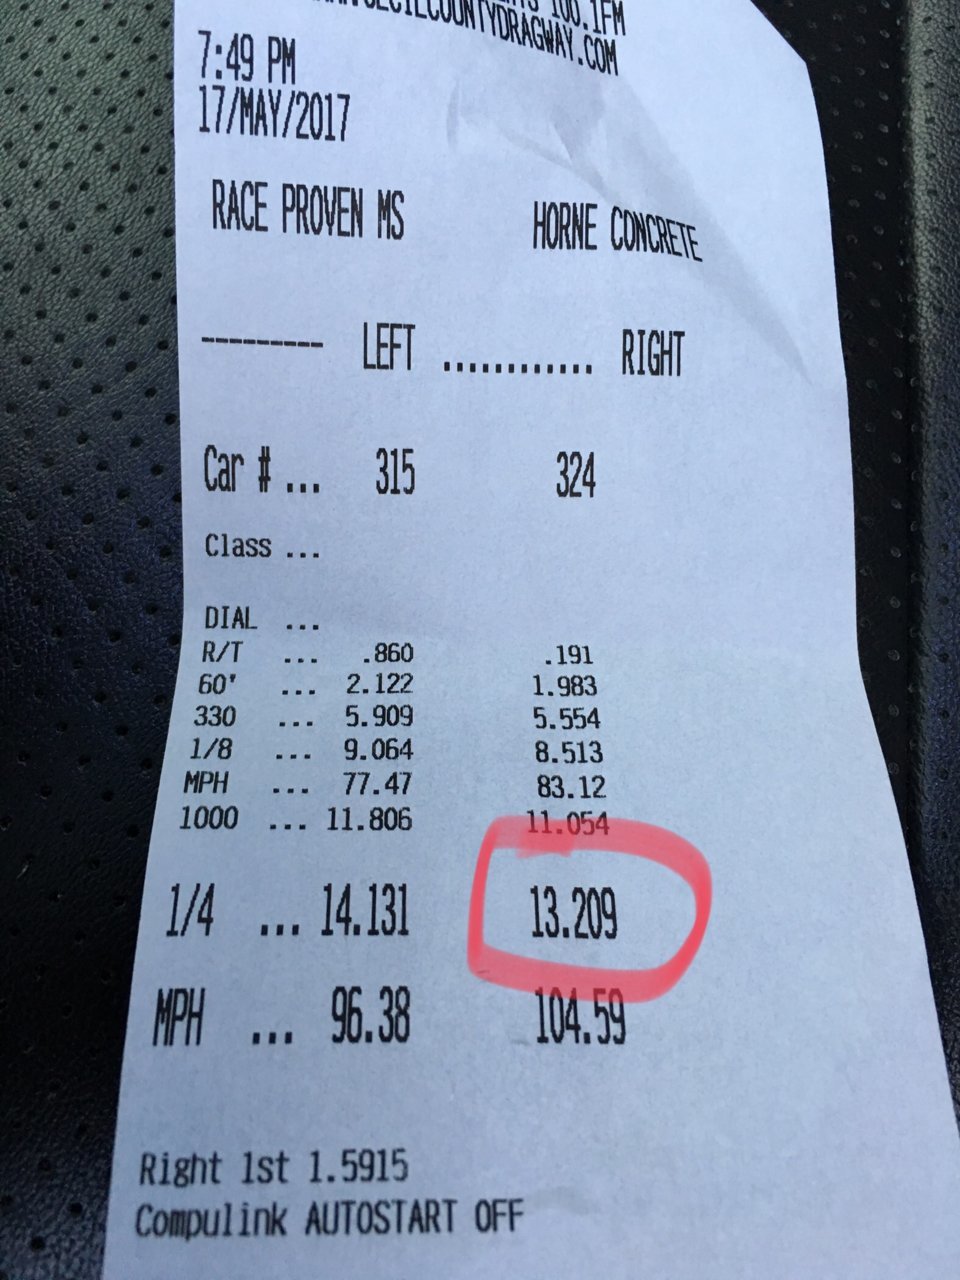 100.1FM
7:49 PM
17/MAY/2017
RACE PROVEN MS HORNE CONCRETE
--------- LEFT ............ RIGHT
Car # ... 315 324
Class ...
DIAL ...
R/T ... .860 .191
60' ... 2.122 1.983
330 ... 5.909 5.554
1/8 ... 9.064 8.513
MPH ... 77.47 83.12
1000 ... 11.806 11.054
1/4 ... 14.131 13.209
MPH ... 96.38 104.59
Right 1st 1.5915
Compulink AUTOSTART OFF